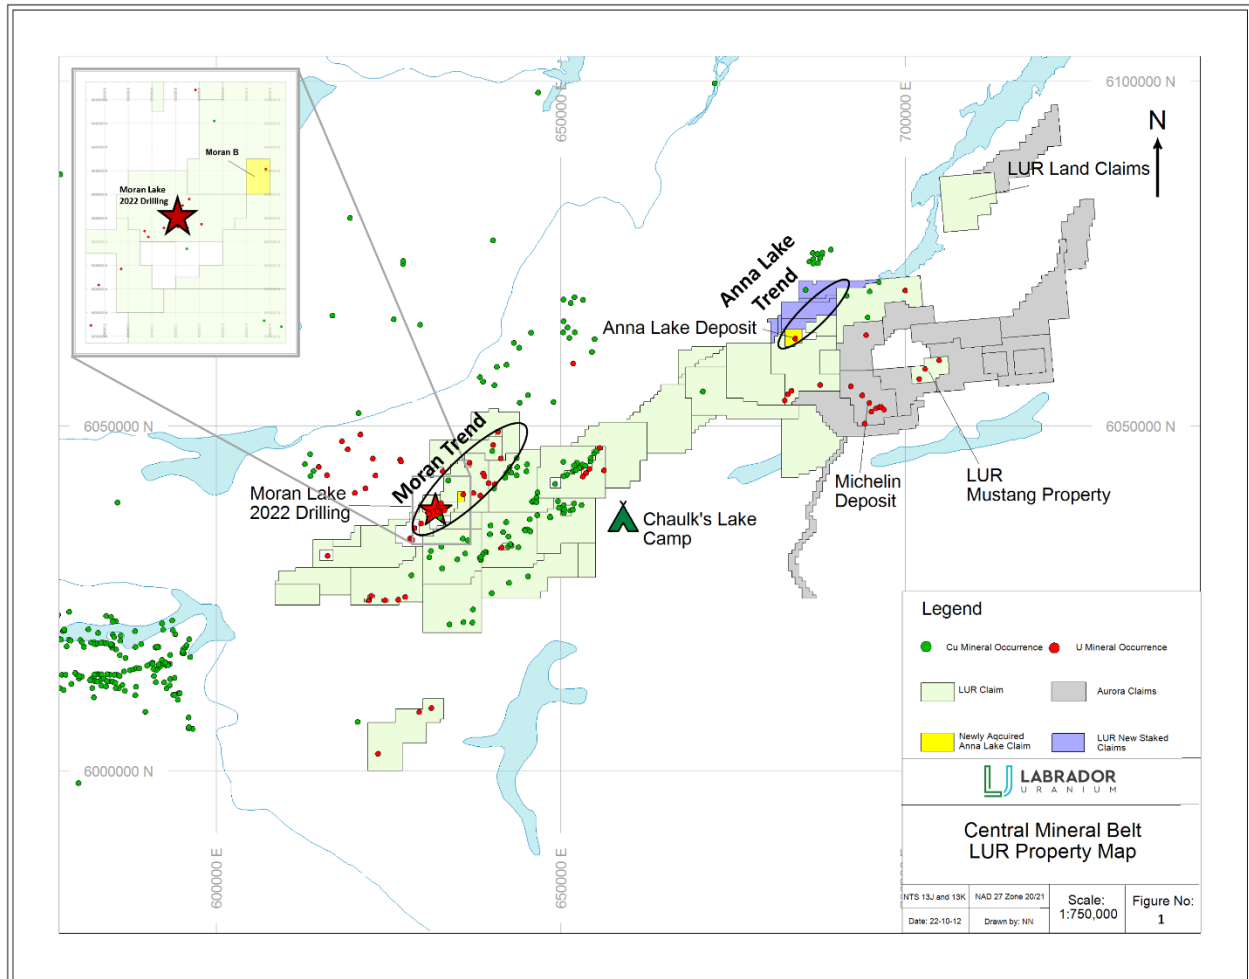 650000 E
700000 E
6100000 N
N
LUR Land Claims
Moran B
Moran Lake
2022 Drilling
Anna Lake
Trend
Anna Lake Deposit
6050000 N
6050000 N
Moran Trend
Moran Lake
2022 Drilling
Michelin
Deposit
LUR
Mustang Property
Chaulk's Lake
Camp
Legend
Cu Mineral Occurrence
U Mineral Occurrence
LUR Claim
Aurora Claims
Newly Aqcuired
Anna Lake Claim
LUR New Staked
Claims
6000000 N
6000000 N
LABRADOR
URANIUM
Central Mineral Belt
LUR Property Map
600000 E
650000 E
NTS 13J and 13K
NAD 27 Zone 20/21
Scale:
1:750,000
Figure No:
1
Date: 22-10-12
Drawn by: NN